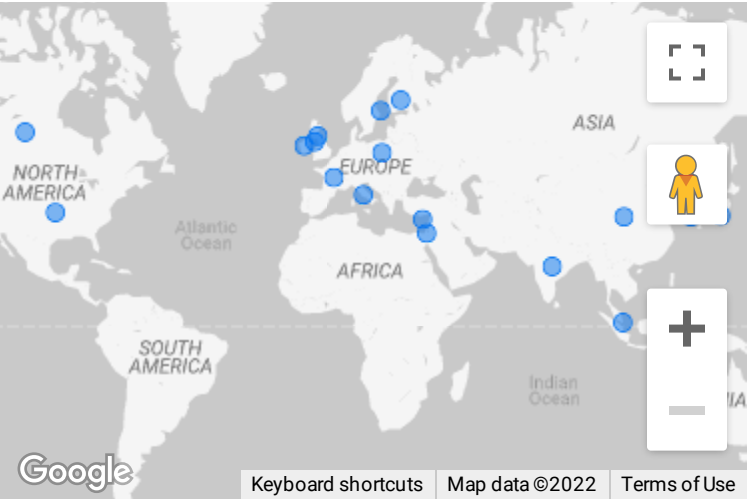 ASIA
EUROPE
NORTH
AMERICA
Atlantic
Ocean
AFRICA
SOUTH
AMERICA
Indian
Ocean
IA
Google
Keyboard shortcuts
Map data ©2022
Terms of Use